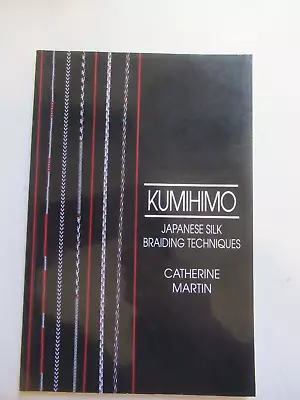 KUMIHIMO
JAPANESE SILK
BRAIDING TECHNIQUES
CATHERINE
MARTIN